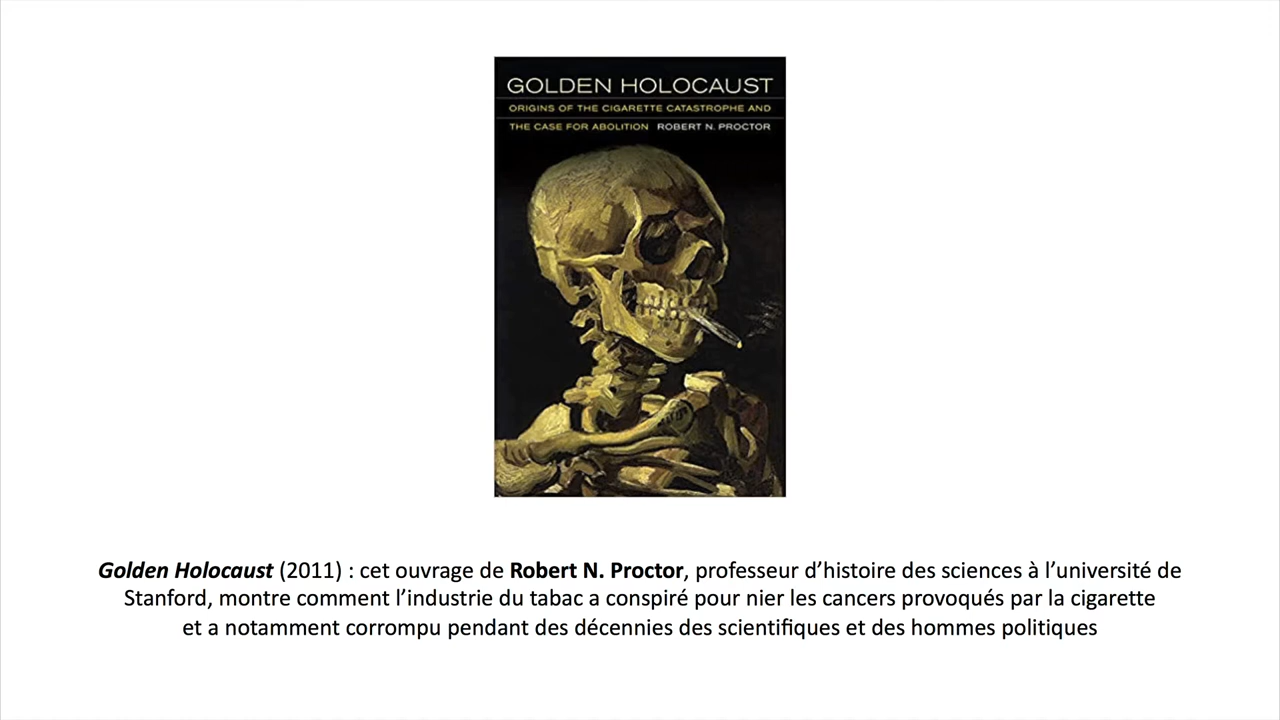 GOLDEN HOLOCAUST
ORIGINS OF THE CIGARETTE CATASTROPHE AND
THE CASE FOR ABOLITION ROBERT N. PROCTOR
Golden Holocaust (2011) : cet ouvrage de Robert N. Proctor, professeur d’histoire des sciences à l’université de
Stanford, montre comment l’industrie du tabac a conspiré pour nier les cancers provoqués par la cigarette
et a notamment corrompu pendant des décennies des scientifiques et des hommes politiques